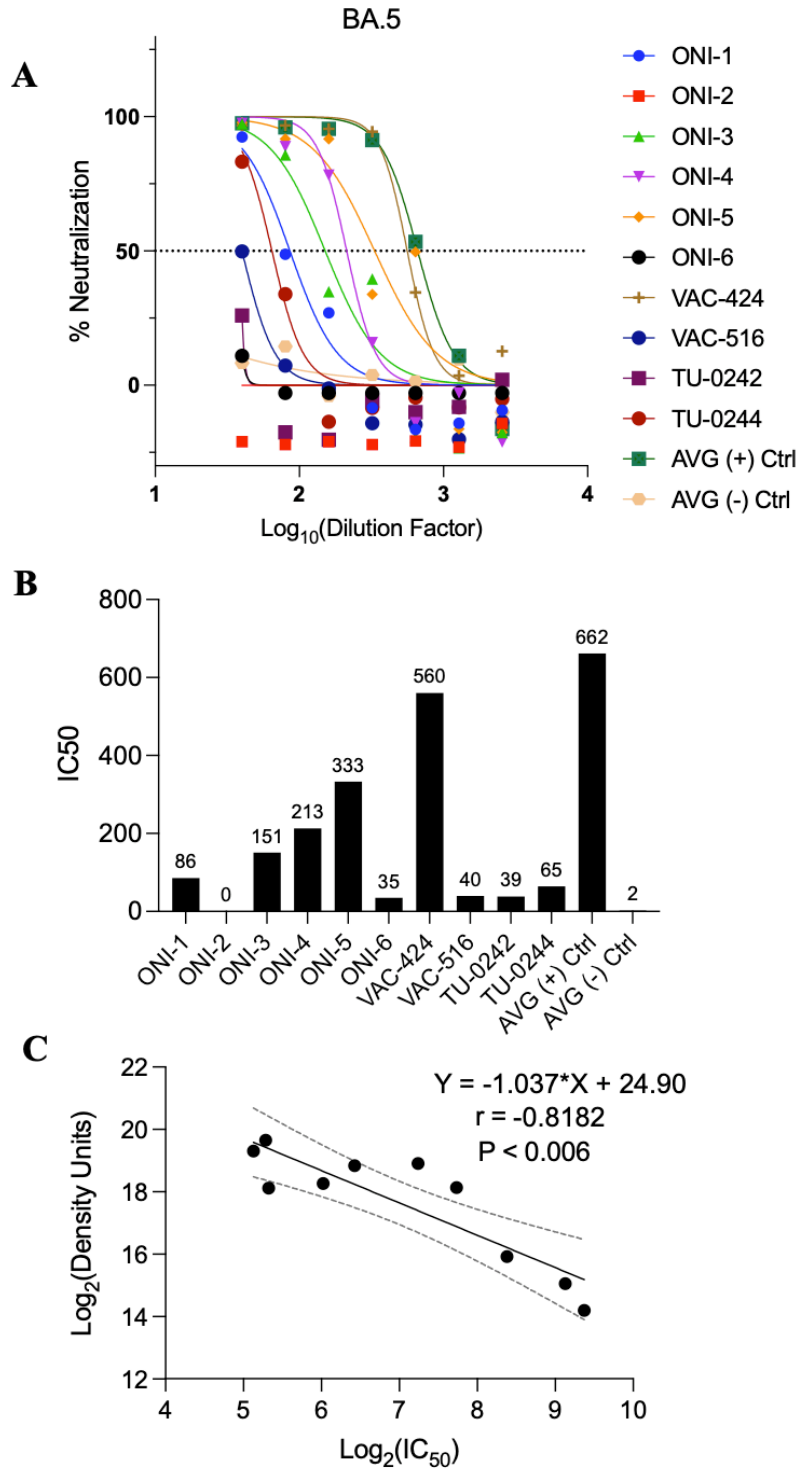 BA.5
A
% Neutralization
100
50
0
1
2
3
4
Log10(Dilution Factor)
ONI-1
ONI-2
ONI-3
ONI-4
ONI-5
ONI-6
VAC-424
VAC-516
TU-0242
TU-0244
AVG (+) Ctrl
AVG (-) Ctrl
B
IC50
800
600
400
200
0
86
0
151
213
333
35
560
40
39
65
662
2
ONI-1
ONI-2
ONI-3
ONI-4
ONI-5
ONI-6
VAC-424
VAC-516
TU-0242
TU-0244
AVG (+) Ctrl
AVG (-) Ctrl
C
Log2(Density Units)
22
20
18
16
14
12
Y = -1.037*X + 24.90
r = -0.8182
P < 0.006
4
5
6
7
8
9
10
Log2(IC50)